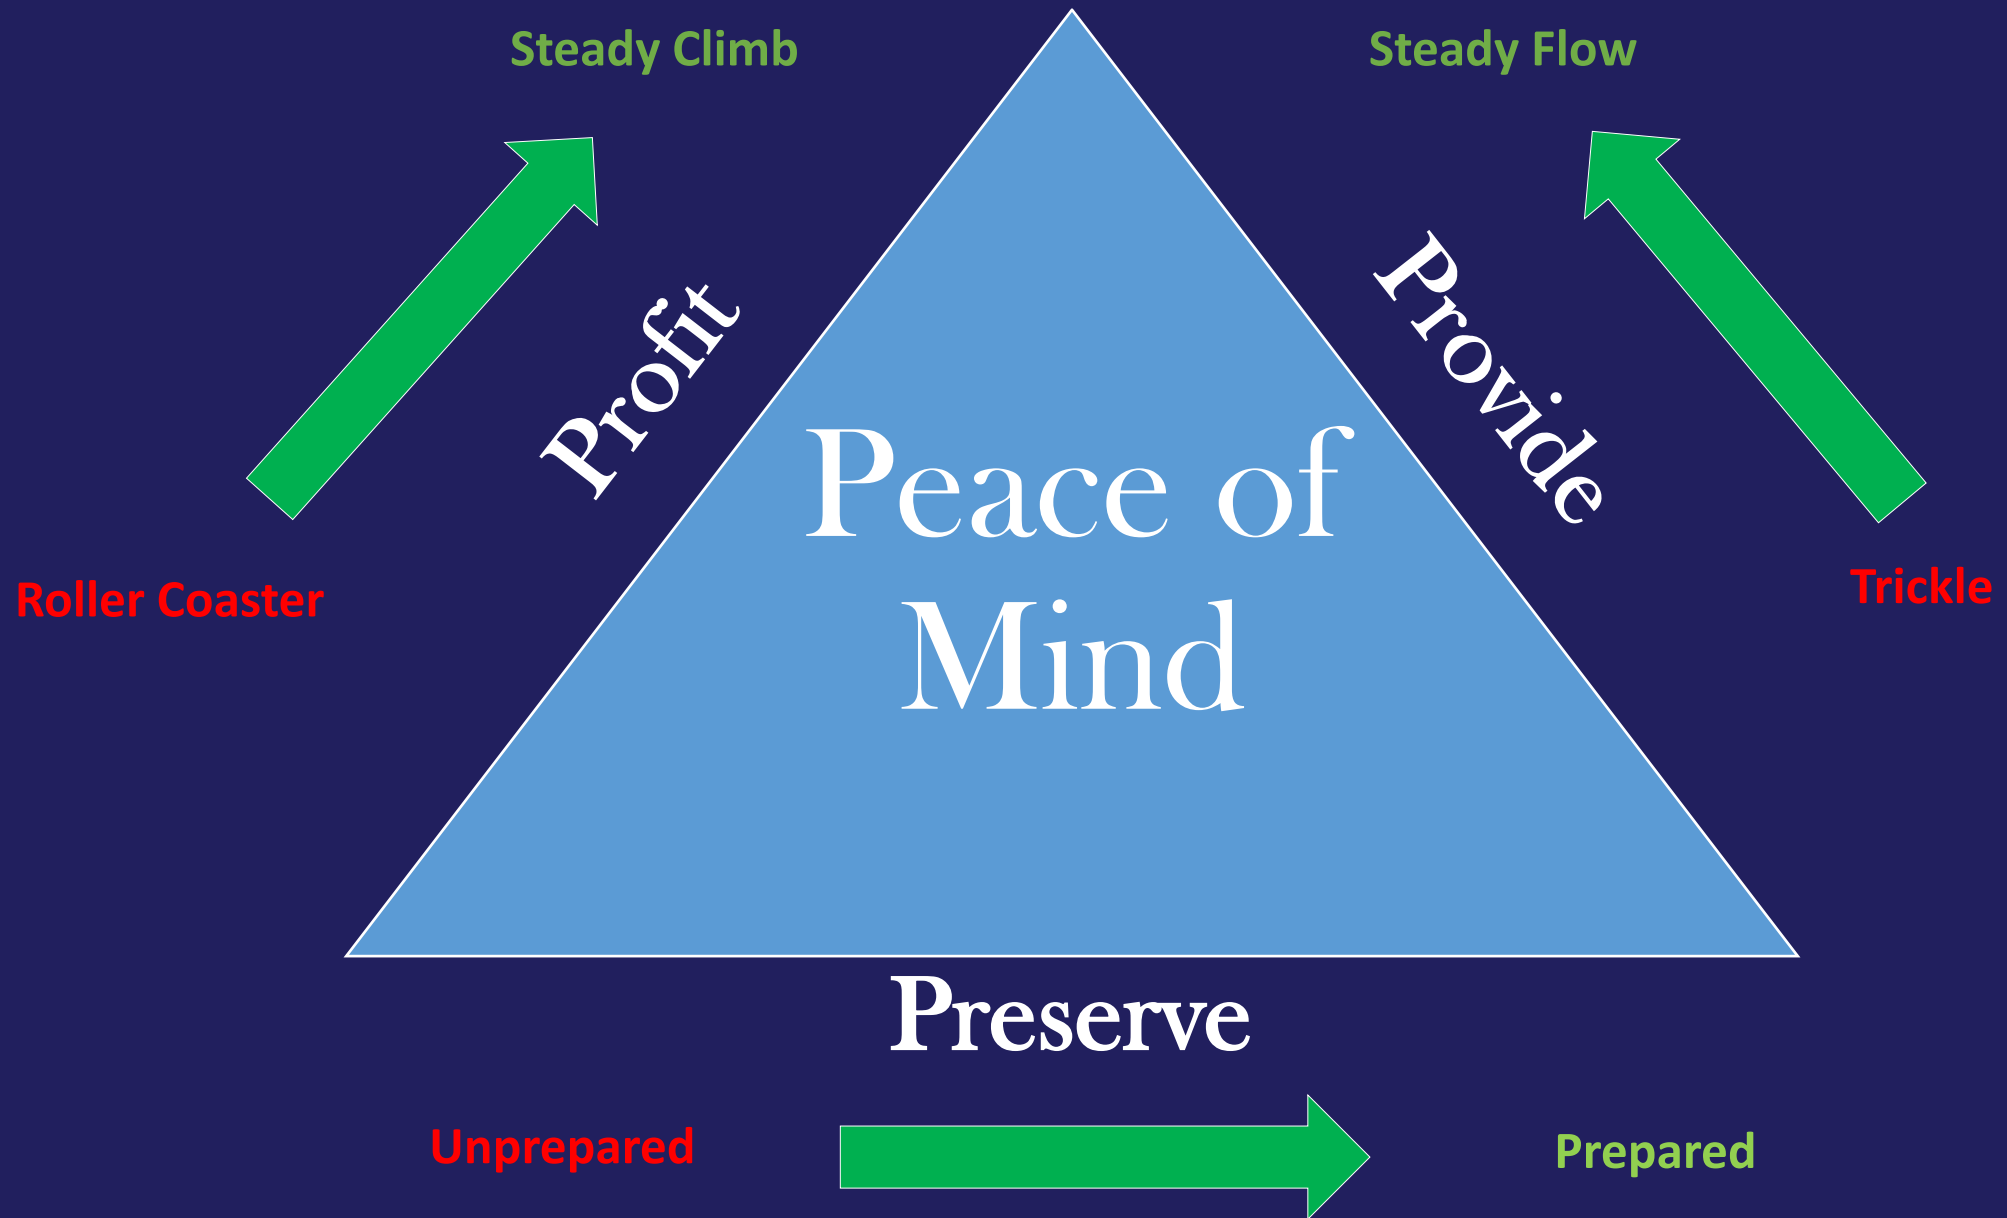 Steady Climb
Steady Flow
Profit
Provide
Peace of
Mind
Roller Coaster
Trickle
Preserve
Unprepared
Prepared